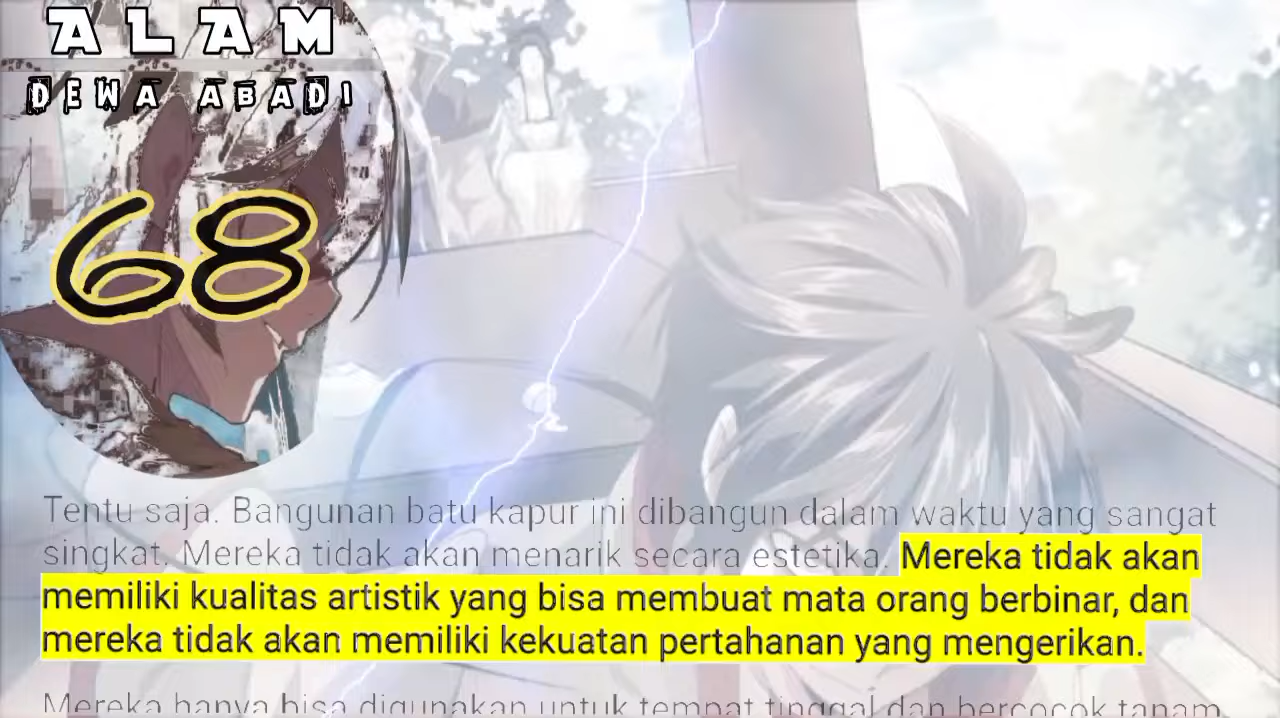 ALAM
DEWA ABADI
68
Tentu saja. Bangunan batu kapur ini dibangun dalam waktu yang sangat
singkat. Mereka tidak akan menarik secara estetika. Mereka tidak akan
memiliki kualitas artistik yang bisa membuat mata orang berbinar, dan
mereka tidak akan memiliki kekuatan pertahanan yang mengerikan.
Mereka hanya bisa digunakan untuk tempat tinggal dan bercocok tanam.